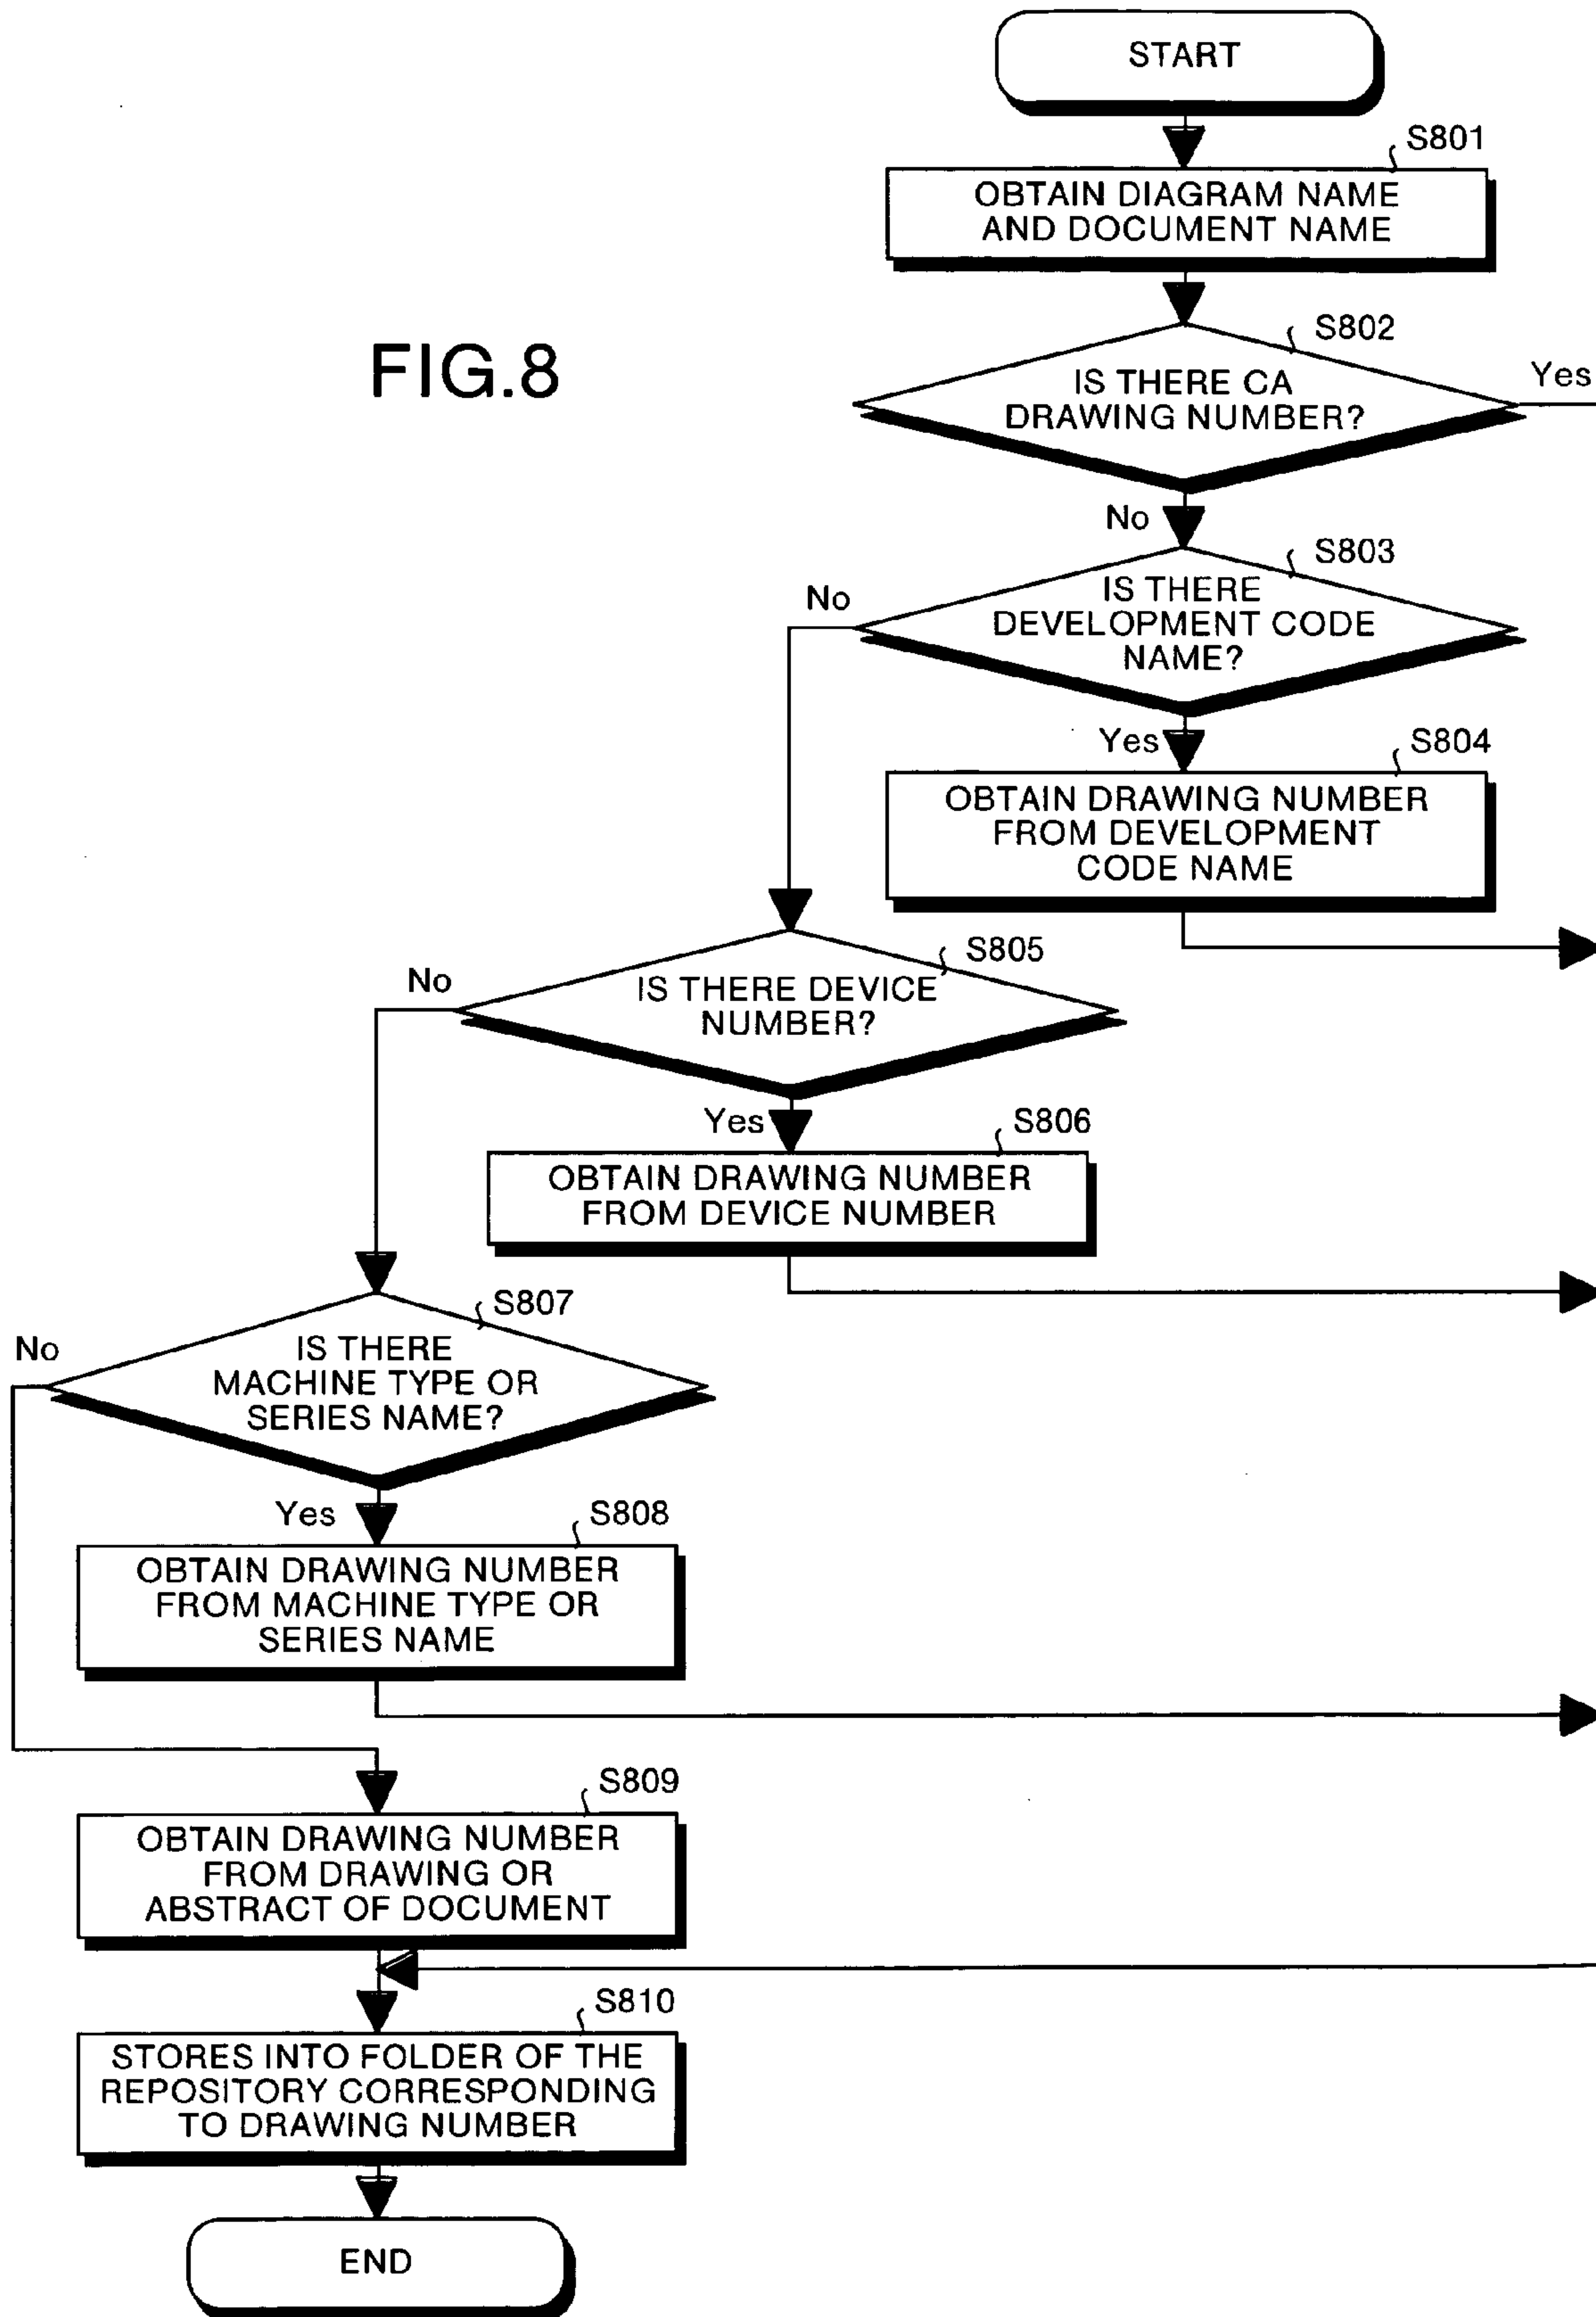 START
S801
OBTAIN DIAGRAM NAME
AND DOCUMENT NAME
FIG.8
S802
IS THERE CA
DRAWING NUMBER?
Yes
No
S803
IS THERE
DEVELOPMENT CODE
NAME?
No
Yes
S804
OBTAIN DRAWING NUMBER
FROM DEVELOPMENT
CODE NAME
S805
IS THERE DEVICE
NUMBER?
No
Yes
S806
OBTAIN DRAWING NUMBER
FROM DEVICE NUMBER
S807
IS THERE
MACHINE TYPE OR
SERIES NAME?
No
Yes
S808
OBTAIN DRAWING NUMBER
FROM MACHINE TYPE OR
SERIES NAME
S809
OBTAIN DRAWING NUMBER
FROM DRAWING OR
ABSTRACT OF DOCUMENT
S810
STORES INTO FOLDER OF THE
REPOSITORY CORRESPONDING
TO DRAWING NUMBER
END